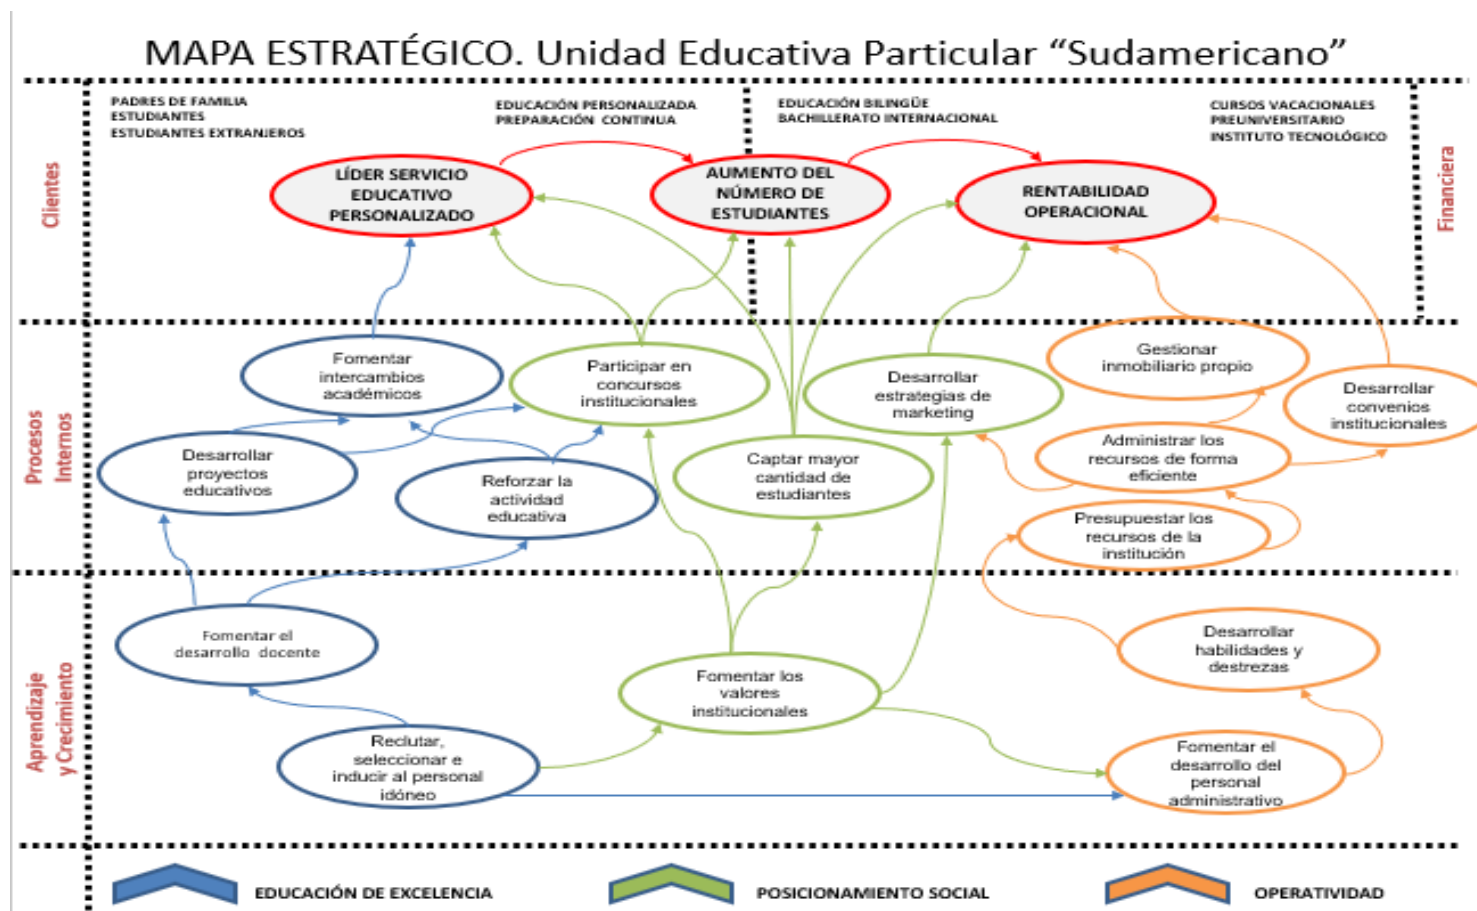 MAPA ESTRATÉGICO. Unidad Educativa Particular “Sudamericano”
PADRES DE FAMILIA
ESTUDIANTES
ESTUDIANTES EXTRANJEROS
EDUCACIÓN PERSONALIZADA
PREPARACIÓN CONTINUA
EDUCACIÓN BILINGÜE
BACHILLERATO INTERNACIONAL
CURSOS VACACIONALES
PREUNIVERSITARIO
INSTITUTO TECNOLÓGICO
Clientes
Financiera
LÍDER SERVICIO
EDUCATIVO
PERSONALIZADO
AUMENTO DEL
NÚMERO DE
ESTUDIANTES
RENTABILIDAD
OPERACIONAL
Procesos
Internos
Fomentar
intercambios
académicos
Participar en
concursos
institucionales
Desarrollar
estrategias de
marketing
Gestionar
inmobiliario propio
Desarrollar
convenios
institucionales
Desarrollar
proyectos
educativos
Reforzar la
actividad
educativa
Captar mayor
cantidad de
estudiantes
Administrar los
recursos de forma
eficiente
Presupuestar los
recursos de la
institución
Aprendizaje
y Crecimiento
Fomentar el
desarrollo docente
Desarrollar
habilidades y
destrezas
Fomentar los
valores
institucionales
Reclutar,
seleccionar e
inducir al personal
idóneo
Fomentar el
desarrollo del
personal
administrativo
EDUCACIÓN DE EXCELENCIA
POSICIONAMIENTO SOCIAL
OPERATIVIDAD